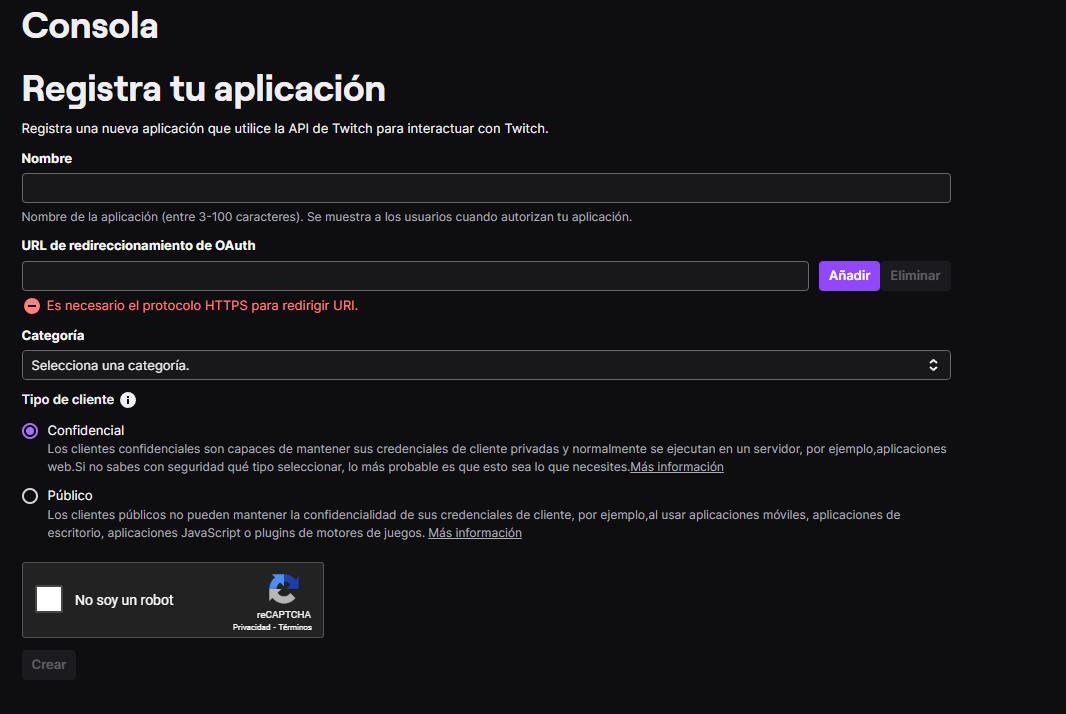 Consola
Registra tu aplicación
Registra una nueva aplicación que utilice la API de Twitch para interactuar con Twitch.
Nombre
Nombre de la aplicación (entre 3-100 caracteres). Se muestra a los usuarios cuando autorizan tu aplicación.
URL de redireccionamiento de OAuth
Añadir Eliminar
Es necesario el protocolo HTTPS para redirigir URI.
Categoría
Selecciona una categoría.
Tipo de cliente
Confidencial
Los clientes confidenciales son capaces de mantener sus credenciales de cliente privadas y normalmente se ejecutan en un servidor, por ejemplo,aplicaciones
web.Si no sabes con seguridad qué tipo seleccionar, lo más probable es que esto sea lo que necesites.Más información
Público
Los clientes públicos no pueden mantener la confidencialidad de sus credenciales de cliente, por ejemplo,al usar aplicaciones móviles, aplicaciones de
escritorio, aplicaciones JavaScript o plugins de motores de juegos. Más información
No soy un robot
reCAPTCHA
Privacidad - Términos
Crear